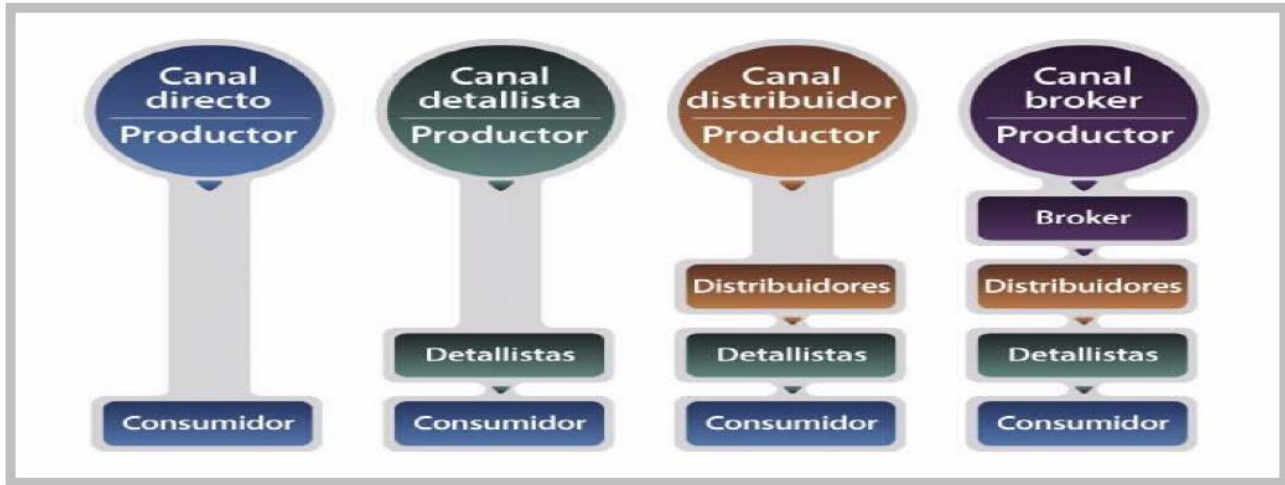 Canal
directo
Productor
Consumidor
Canal
detallista
Productor
Detallistas
Consumidor
Canal
distribuidor
Productor
Distribuidores
Detallistas
Consumidor
Canal
broker
Productor
Broker
Distribuidores
Detallistas
Consumidor